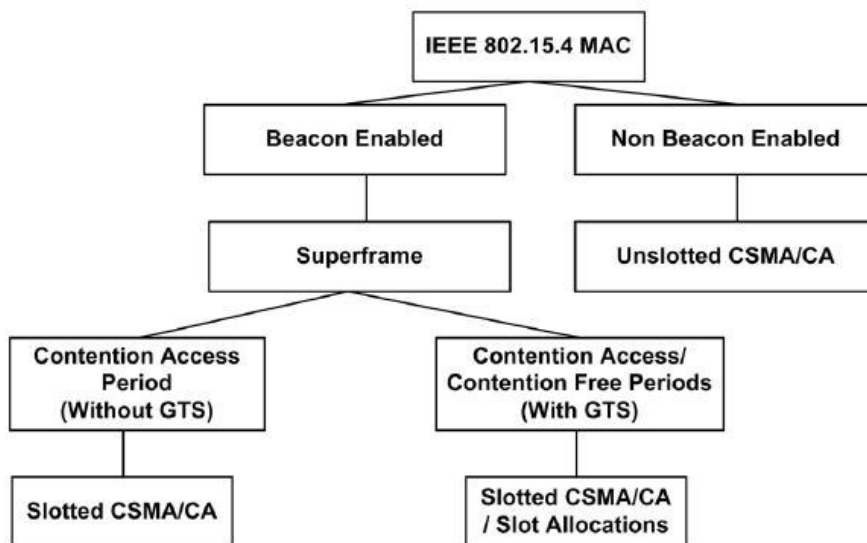 IEEE 802.15.4 MAC
Beacon Enabled
Non Beacon Enabled
Superframe
Unslotted CSMA/CA
Contention Access
Period
(Without GTS)
Contention Access/
Contention Free Periods
(With GTS)
Slotted CSMA/CA
Slotted CSMA/CA
/ Slot Allocations